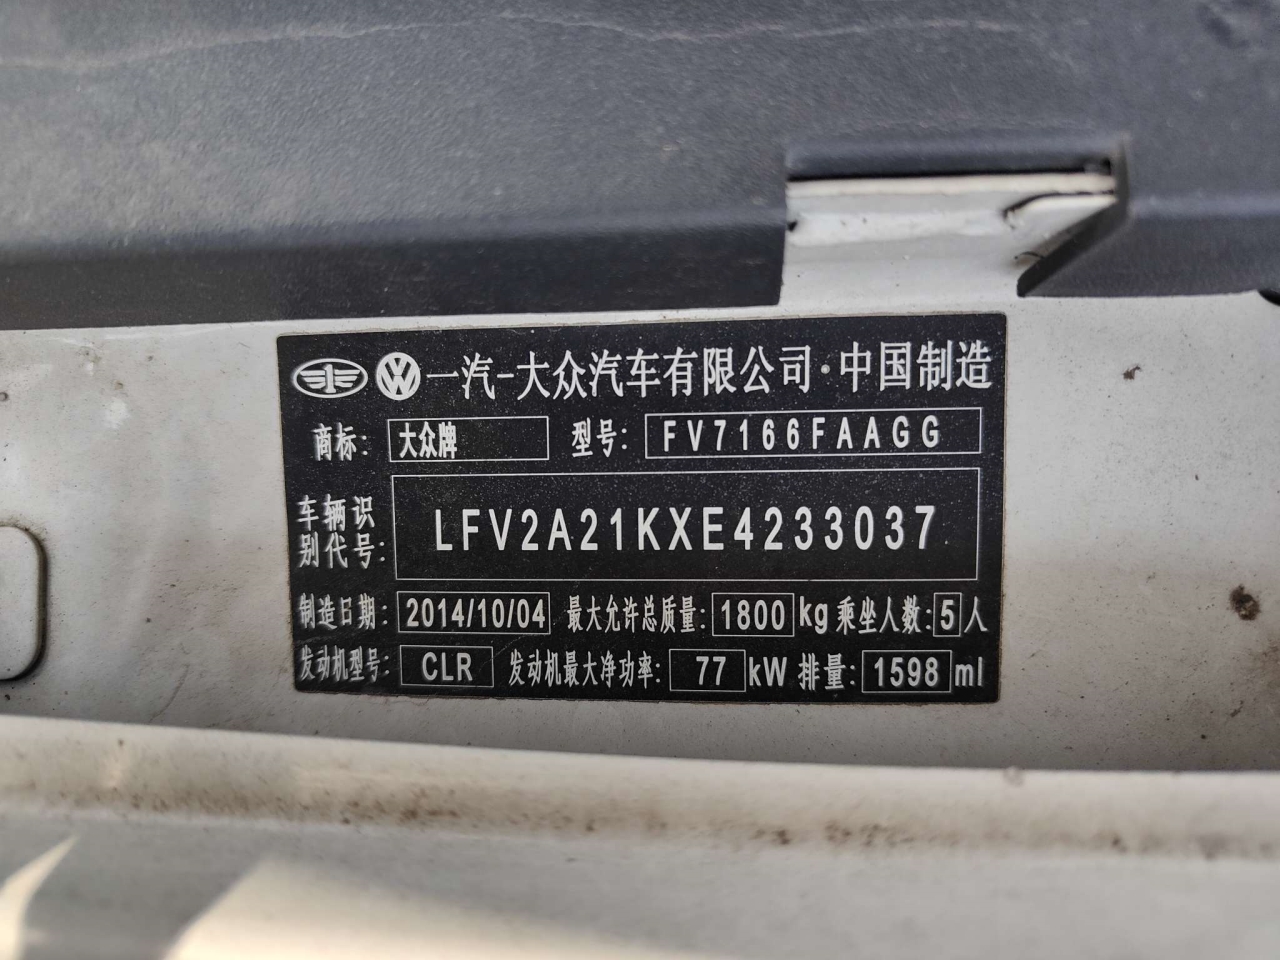 一汽-大众汽车有限公司·中国制造
商标: 大众牌 型号: FV7166FAAGG
车辆识别代号: LFV2A21KXE4233037
制造日期: 2014/10/04 最大允许总质量: 1800 kg 乘坐人数: 5 人
发动机型号: CLR 发动机最大净功率: 77 kW 排量: 1598 ml